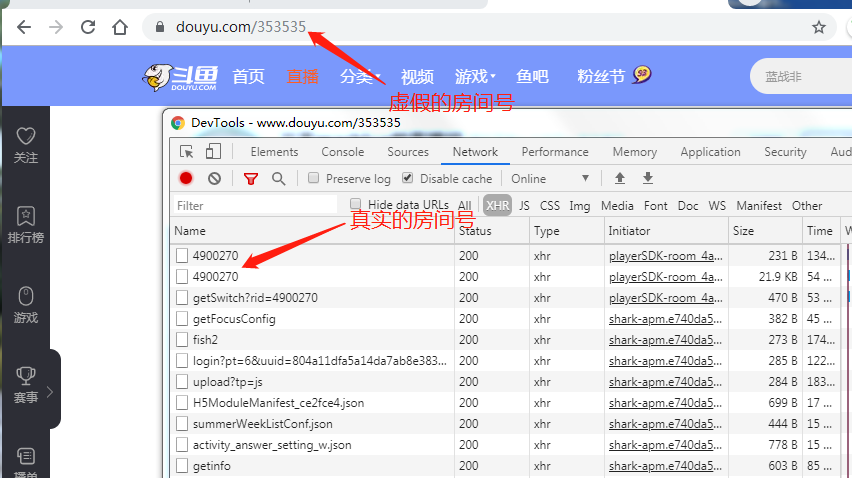 douyu.com/353535
斗鱼 首页 直播 分类 视频 游戏 鱼吧 粉丝节 蓝战非
DOUYU.COM
虚假的房间号
DevTools - www.douyu.com/353535
关注
Elements Console Sources Network Performance Memory Application Security Aud
Preserve log Disable cache Online
Filter Hide data URLs All XHR JS CSS Img Media Font Doc WS Manifest Other
真实的房间号
排行榜
Name Status Type Initiator Size Time W
4900270 200 xhr playerSDK-room_4a... 231 B 134...
4900270 200 xhr playerSDK-room_4a... 21.9 KB 54 ...
getSwitch?rid=4900270 200 xhr playerSDK-room_4a... 470 B 53 ...
游戏
getFocusConfig 200 xhr shark-apm.e740da5... 382 B 45 ...
fish2 200 xhr shark-apm.e740da5... 273 B 174...
login?pt=6&uuid=804a11dfa5a14da7ab8e383... 200 xhr shark-apm.e740da5... 285 B 122...
upload?tp=js 200 xhr shark-apm.e740da5... 284 B 183...
赛事
H5ModuleManifest_ce2fce4.json 200 xhr shark-apm.e740da5... 699 B 17 ...
summerWeekListConf.json 200 xhr shark-apm.e740da5... 444 B 15 ...
activity_answer_setting_w.json 200 xhr shark-apm.e740da5... 778 B 15 ...
getinfo 200 xhr shark-apm.e740da5... 603 B 85 ...